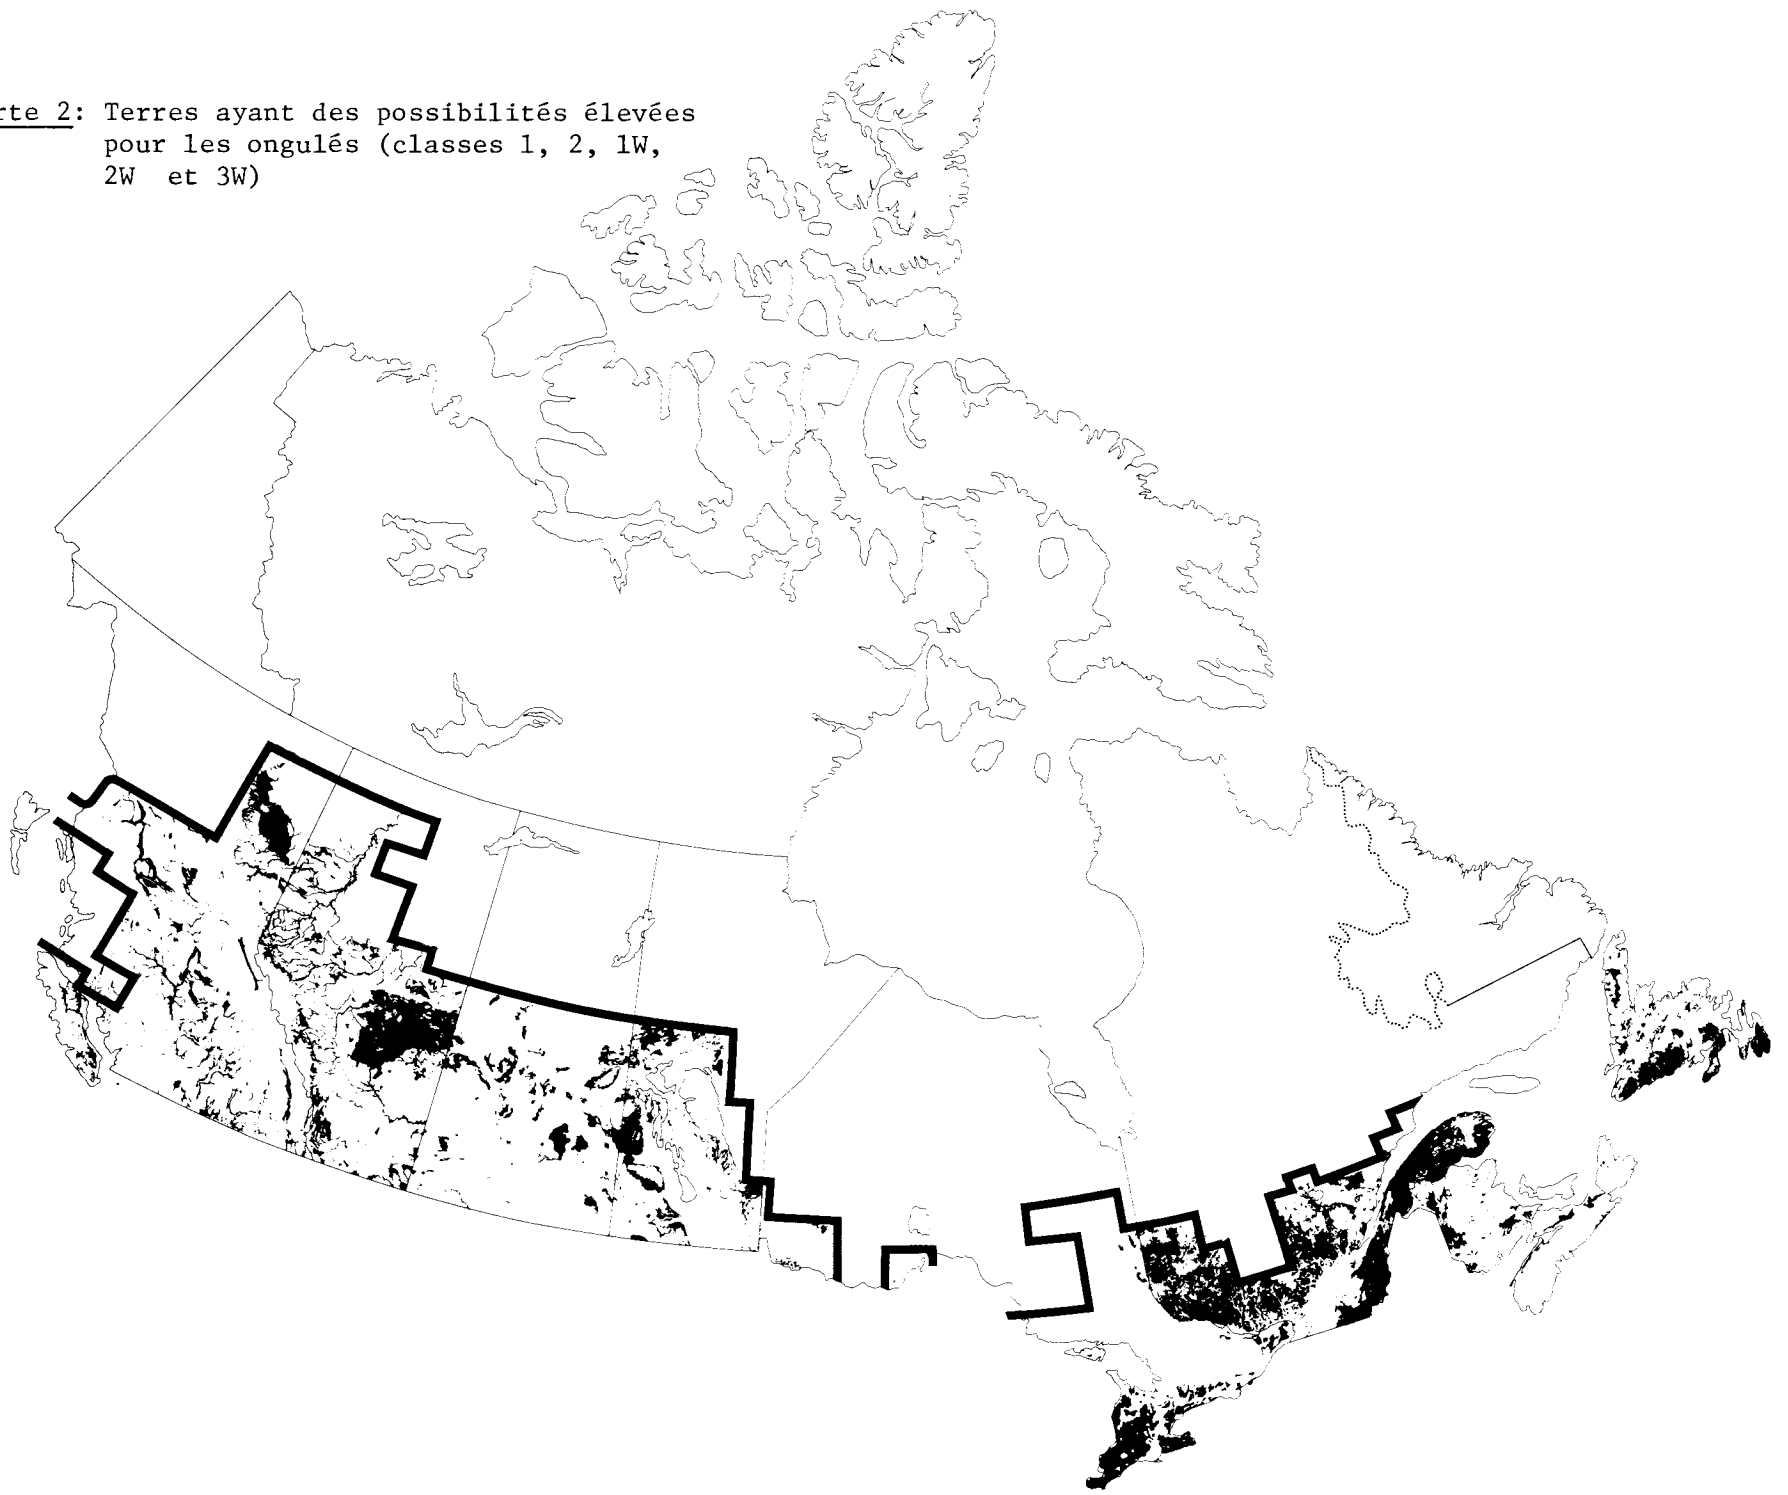 rte 2: Terres ayant des possibilités élevées
pour les ongulés (classes 1, 2, 1W,
2W et 3W)